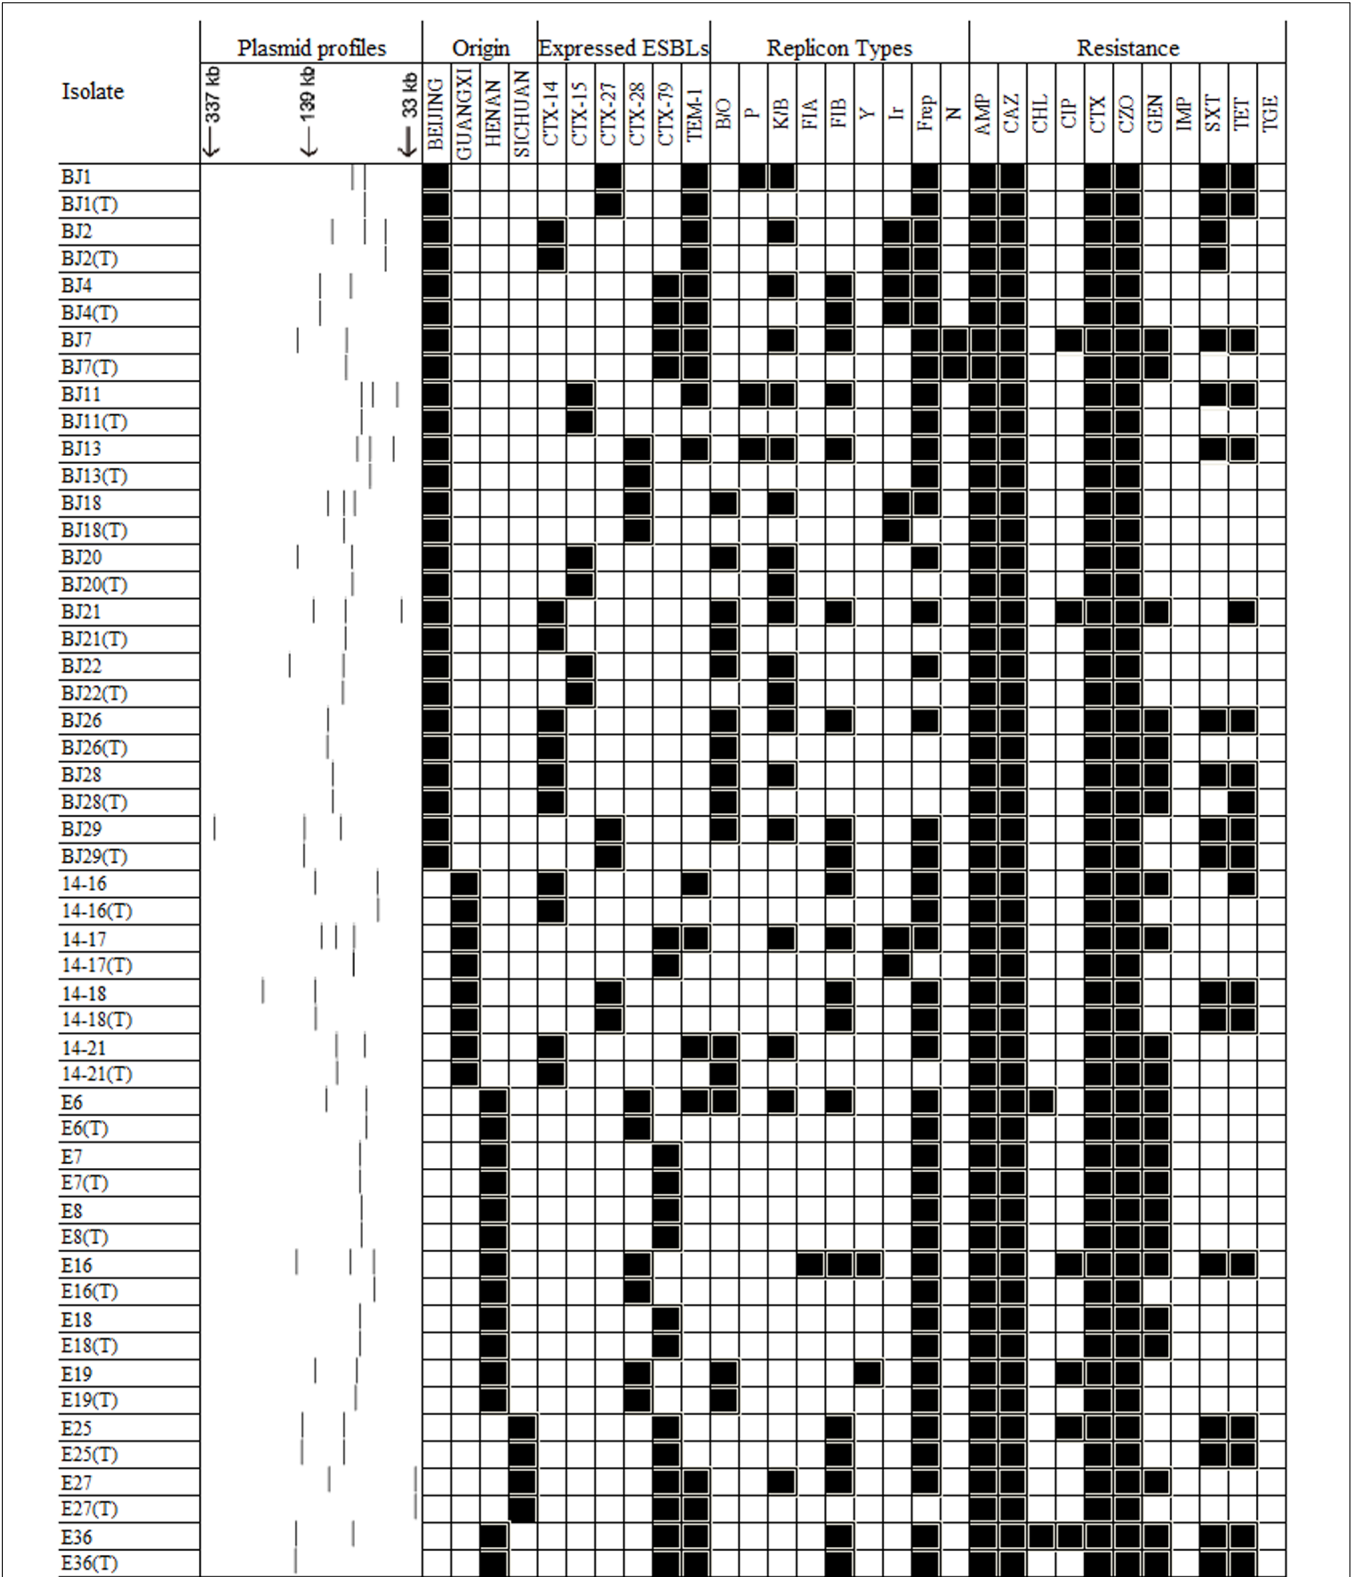 Plasmid profiles Origin Expressed ESBLs Replicon Types Resistance
Isolate 337 kb 139 kb 33 kb BEIJING GUANGXI HENAN SICHUAN CTX-14 CTX-15 CTX-27 CTX-28 CTX-79 TEM-1 B/O P K/B FIA FIB Y Ir Frep N AMP CAZ CHL CIP CTX CZO GEN IMP SXT TET TGE
BJ1
BJ1(T)
BJ2
BJ2(T)
BJ4
BJ4(T)
BJ7
BJ7(T)
BJ11
BJ11(T)
BJ13
BJ13(T)
BJ18
BJ18(T)
BJ20
BJ20(T)
BJ21
BJ21(T)
BJ22
BJ22(T)
BJ26
BJ26(T)
BJ28
BJ28(T)
BJ29
BJ29(T)
14-16
14-16(T)
14-17
14-17(T)
14-18
14-18(T)
14-21
14-21(T)
E6
E6(T)
E7
E7(T)
E8
E8(T)
E16
E16(T)
E18
E18(T)
E19
E19(T)
E25
E25(T)
E27
E27(T)
E36
E36(T)